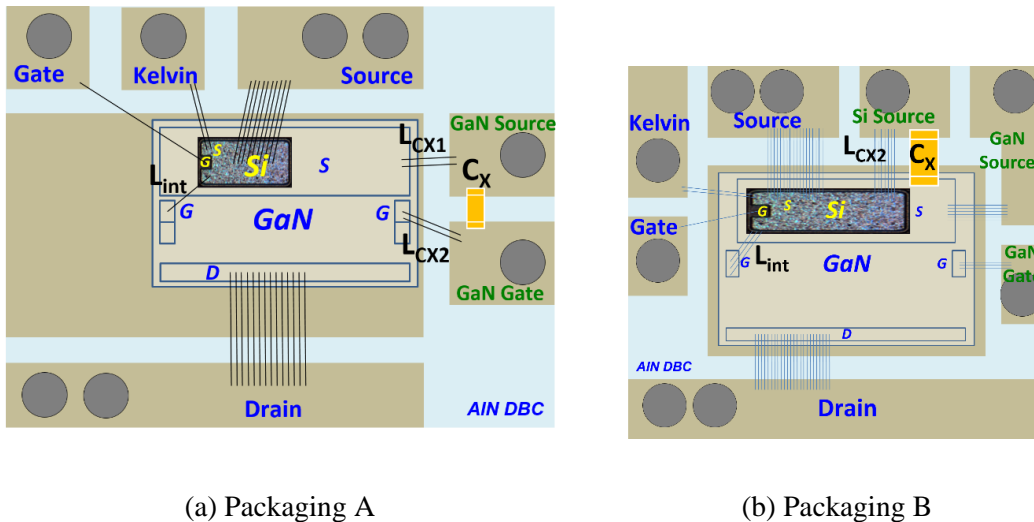 Gate
Kelvin
Source
L_CX1
GaN Source
G
S
Si
S
L_int
C_X
G
GaN
G
L_CX2
GaN Gate
D
Drain
AlN DBC
(a) Packaging A
Kelvin
Source
Si Source
L_CX2
C_X
GaN
Source
Gate
G
S
Si
S
G
L_int
GaN
G
GaN
Gate
D
AlN DBC
Drain
(b) Packaging B